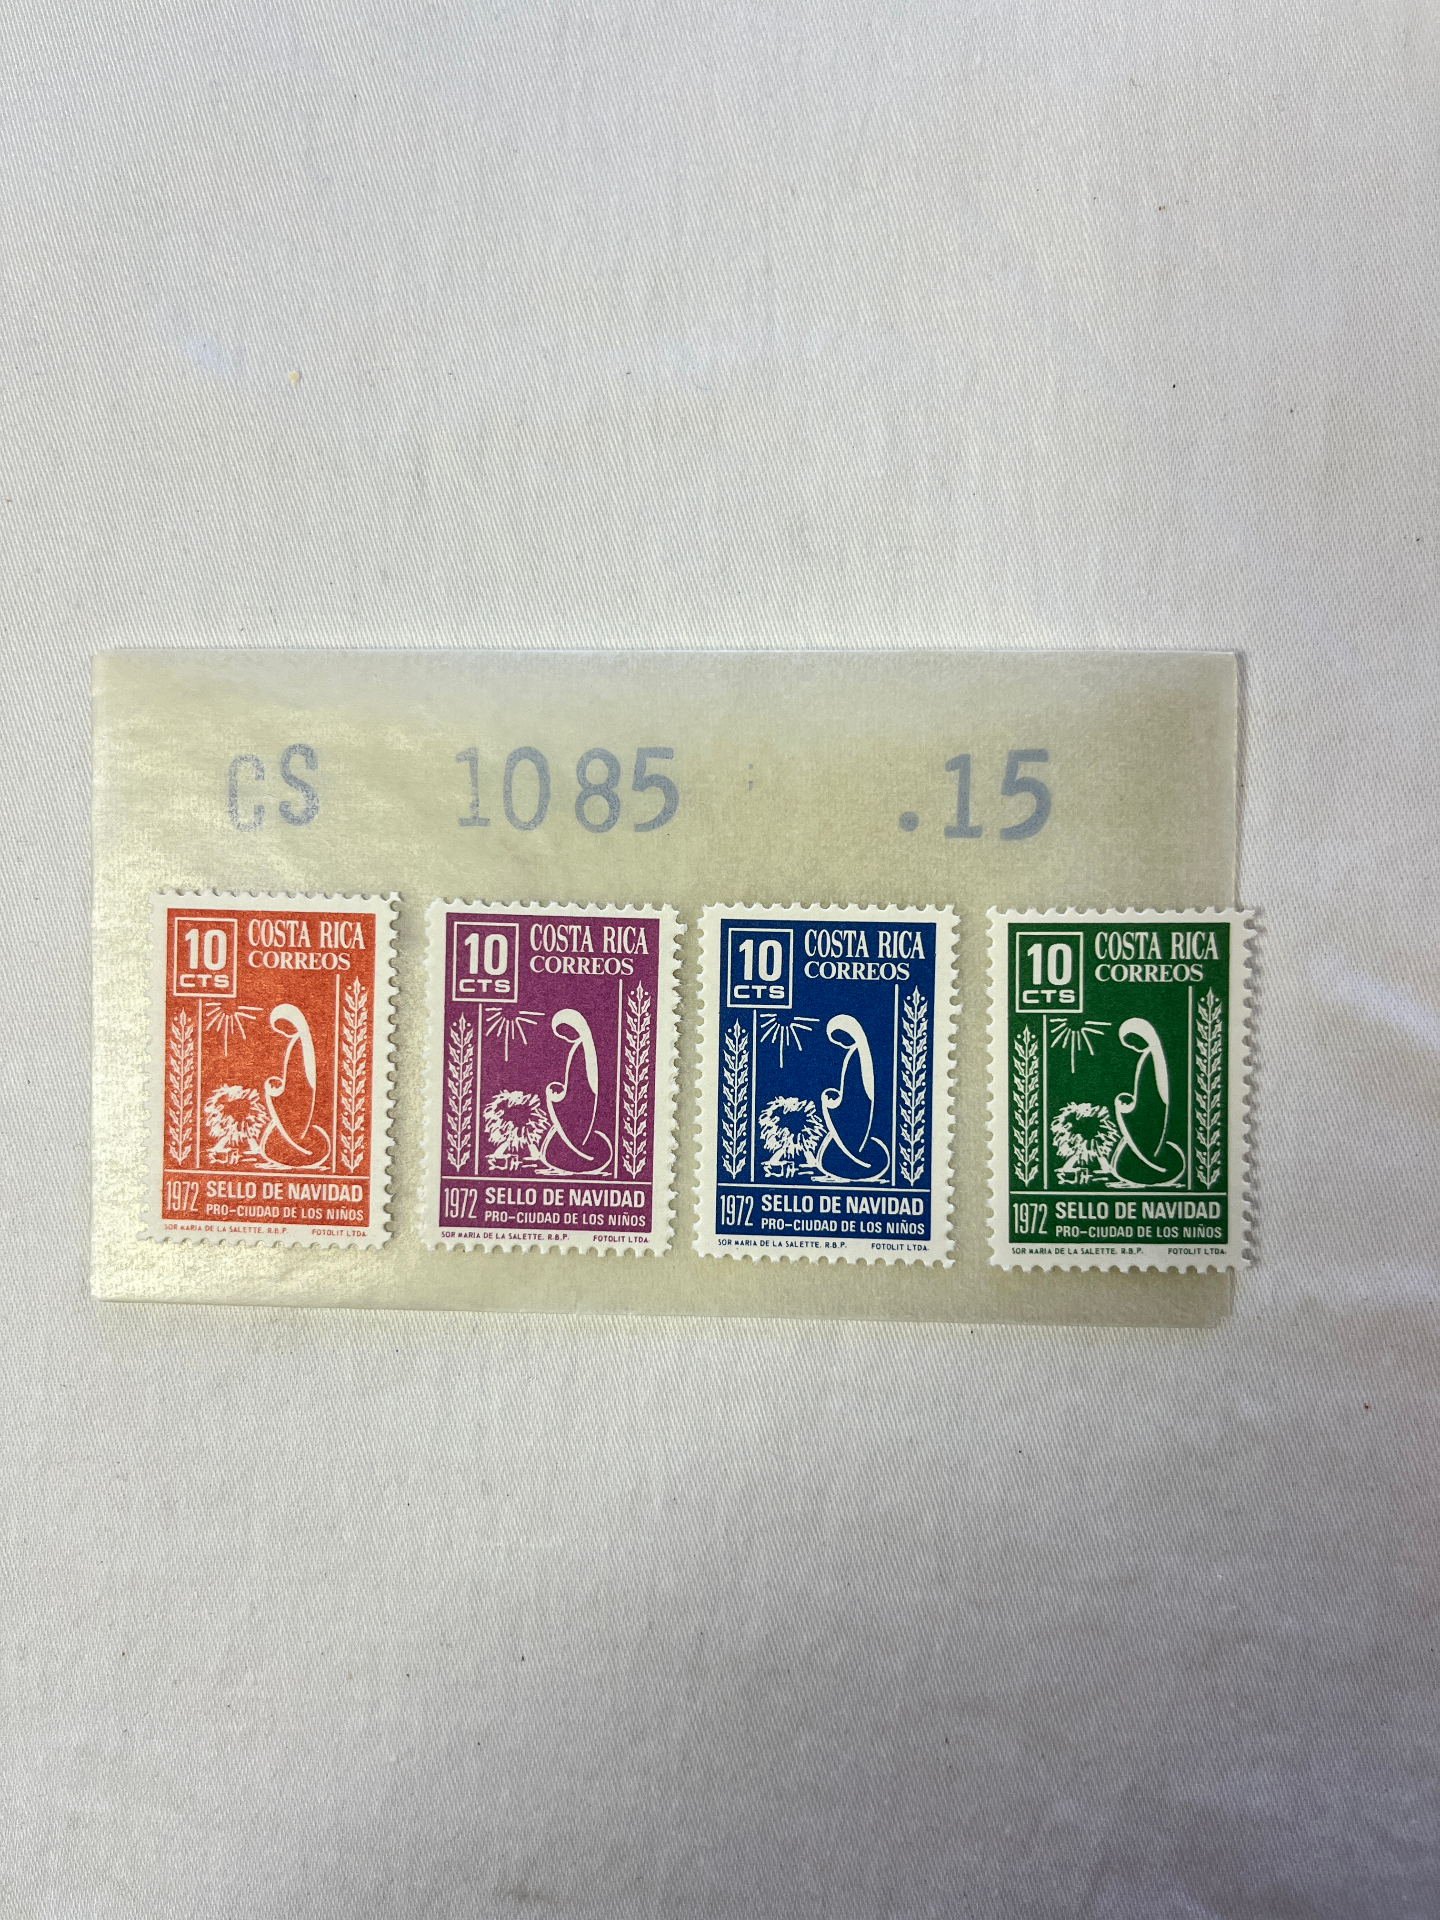 CS 1085 .15
10 CTS
COSTA RICA
CORREOS
1972 SELLO DE NAVIDAD
PRO-CIUDAD DE LOS NIÑOS
SOR MARIA DE LA SALETTE. R.B.P. FOTOLIT LTDA.
10 CTS
COSTA RICA
CORREOS
1972 SELLO DE NAVIDAD
PRO-CIUDAD DE LOS NIÑOS
SOR MARIA DE LA SALETTE. R.B.P. FOTOLIT LTDA.
10 CTS
COSTA RICA
CORREOS
1972 SELLO DE NAVIDAD
PRO-CIUDAD DE LOS NIÑOS
SOR MARIA DE LA SALETTE. R.B.P. FOTOLIT LTDA.
10 CTS
COSTA RICA
CORREOS
1972 SELLO DE NAVIDAD
PRO-CIUDAD DE LOS NIÑOS
SOR MARIA DE LA SALETTE. R.B.P. FOTOLIT LTDA.